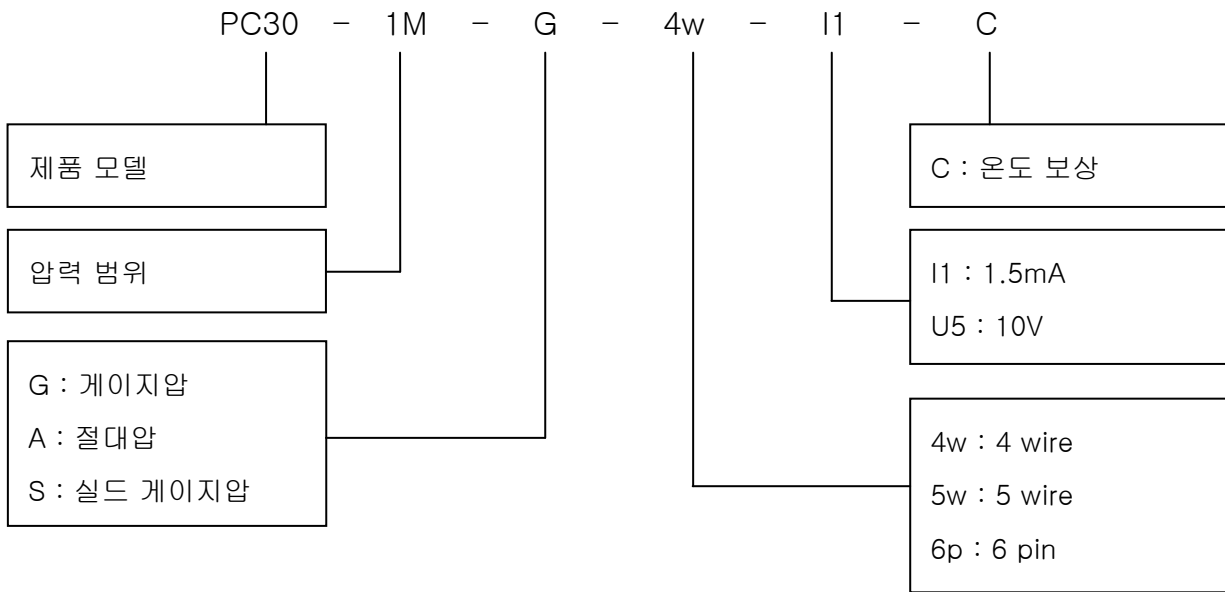 PC30 - 1M - G - 4w - I1 - C
제품 모델
압력 범위
G : 게이지압
A : 절대압
S : 실드 게이지압
C : 온도 보상
I1 : 1.5mA
U5 : 10V
4w : 4 wire
5w : 5 wire
6p : 6 pin